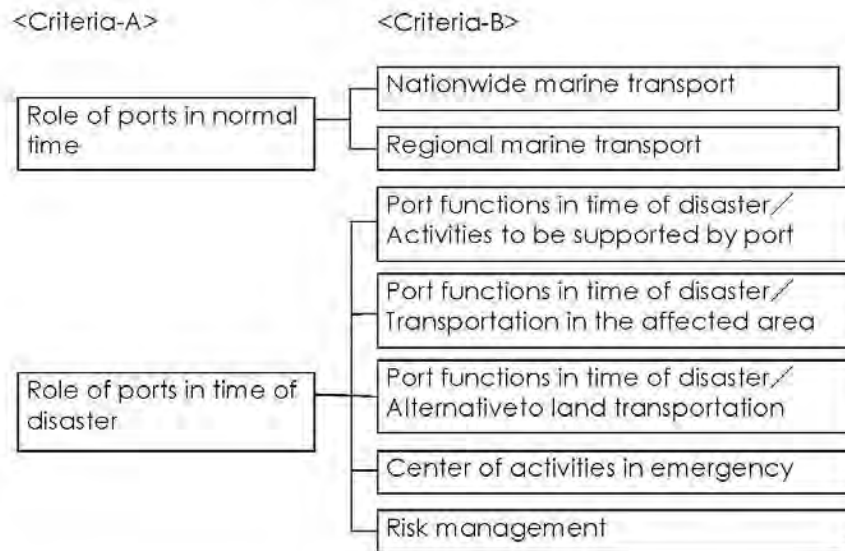 <Criteria-A>
<Criteria-B>
Role of ports in normal
time
Nationwide marine transport
Regional marine transport
Role of ports in time of
disaster
Port functions in time of disaster/
Activities to be supported by port
Port functions in time of disaster/
Transportation in the affected area
Port functions in time of disaster/
Alternativeto land transportation
Center of activities in emergency
Risk management